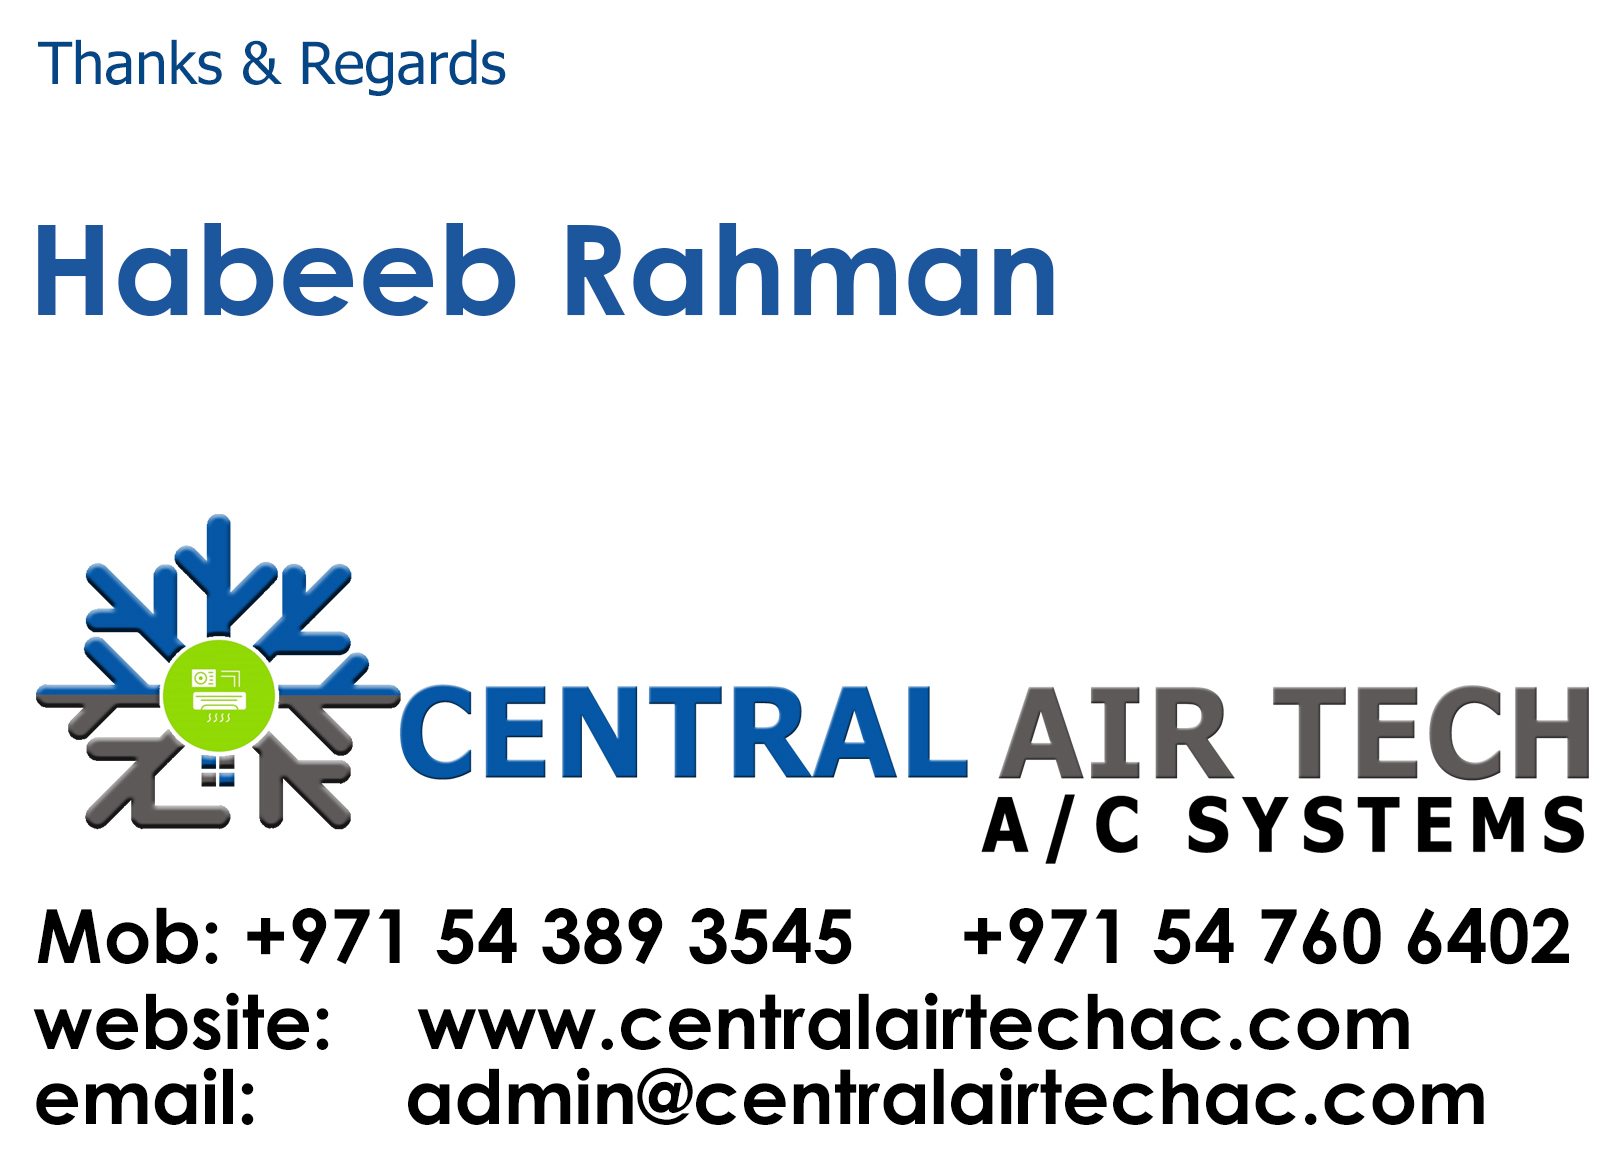 Thanks & Regards
Habeeb Rahman
CENTRAL AIR TECH
A/C SYSTEMS
Mob: +971 54 389 3545 +971 54 760 6402
website: www.centralairtechac.com
email: admin@centralairtechac.com